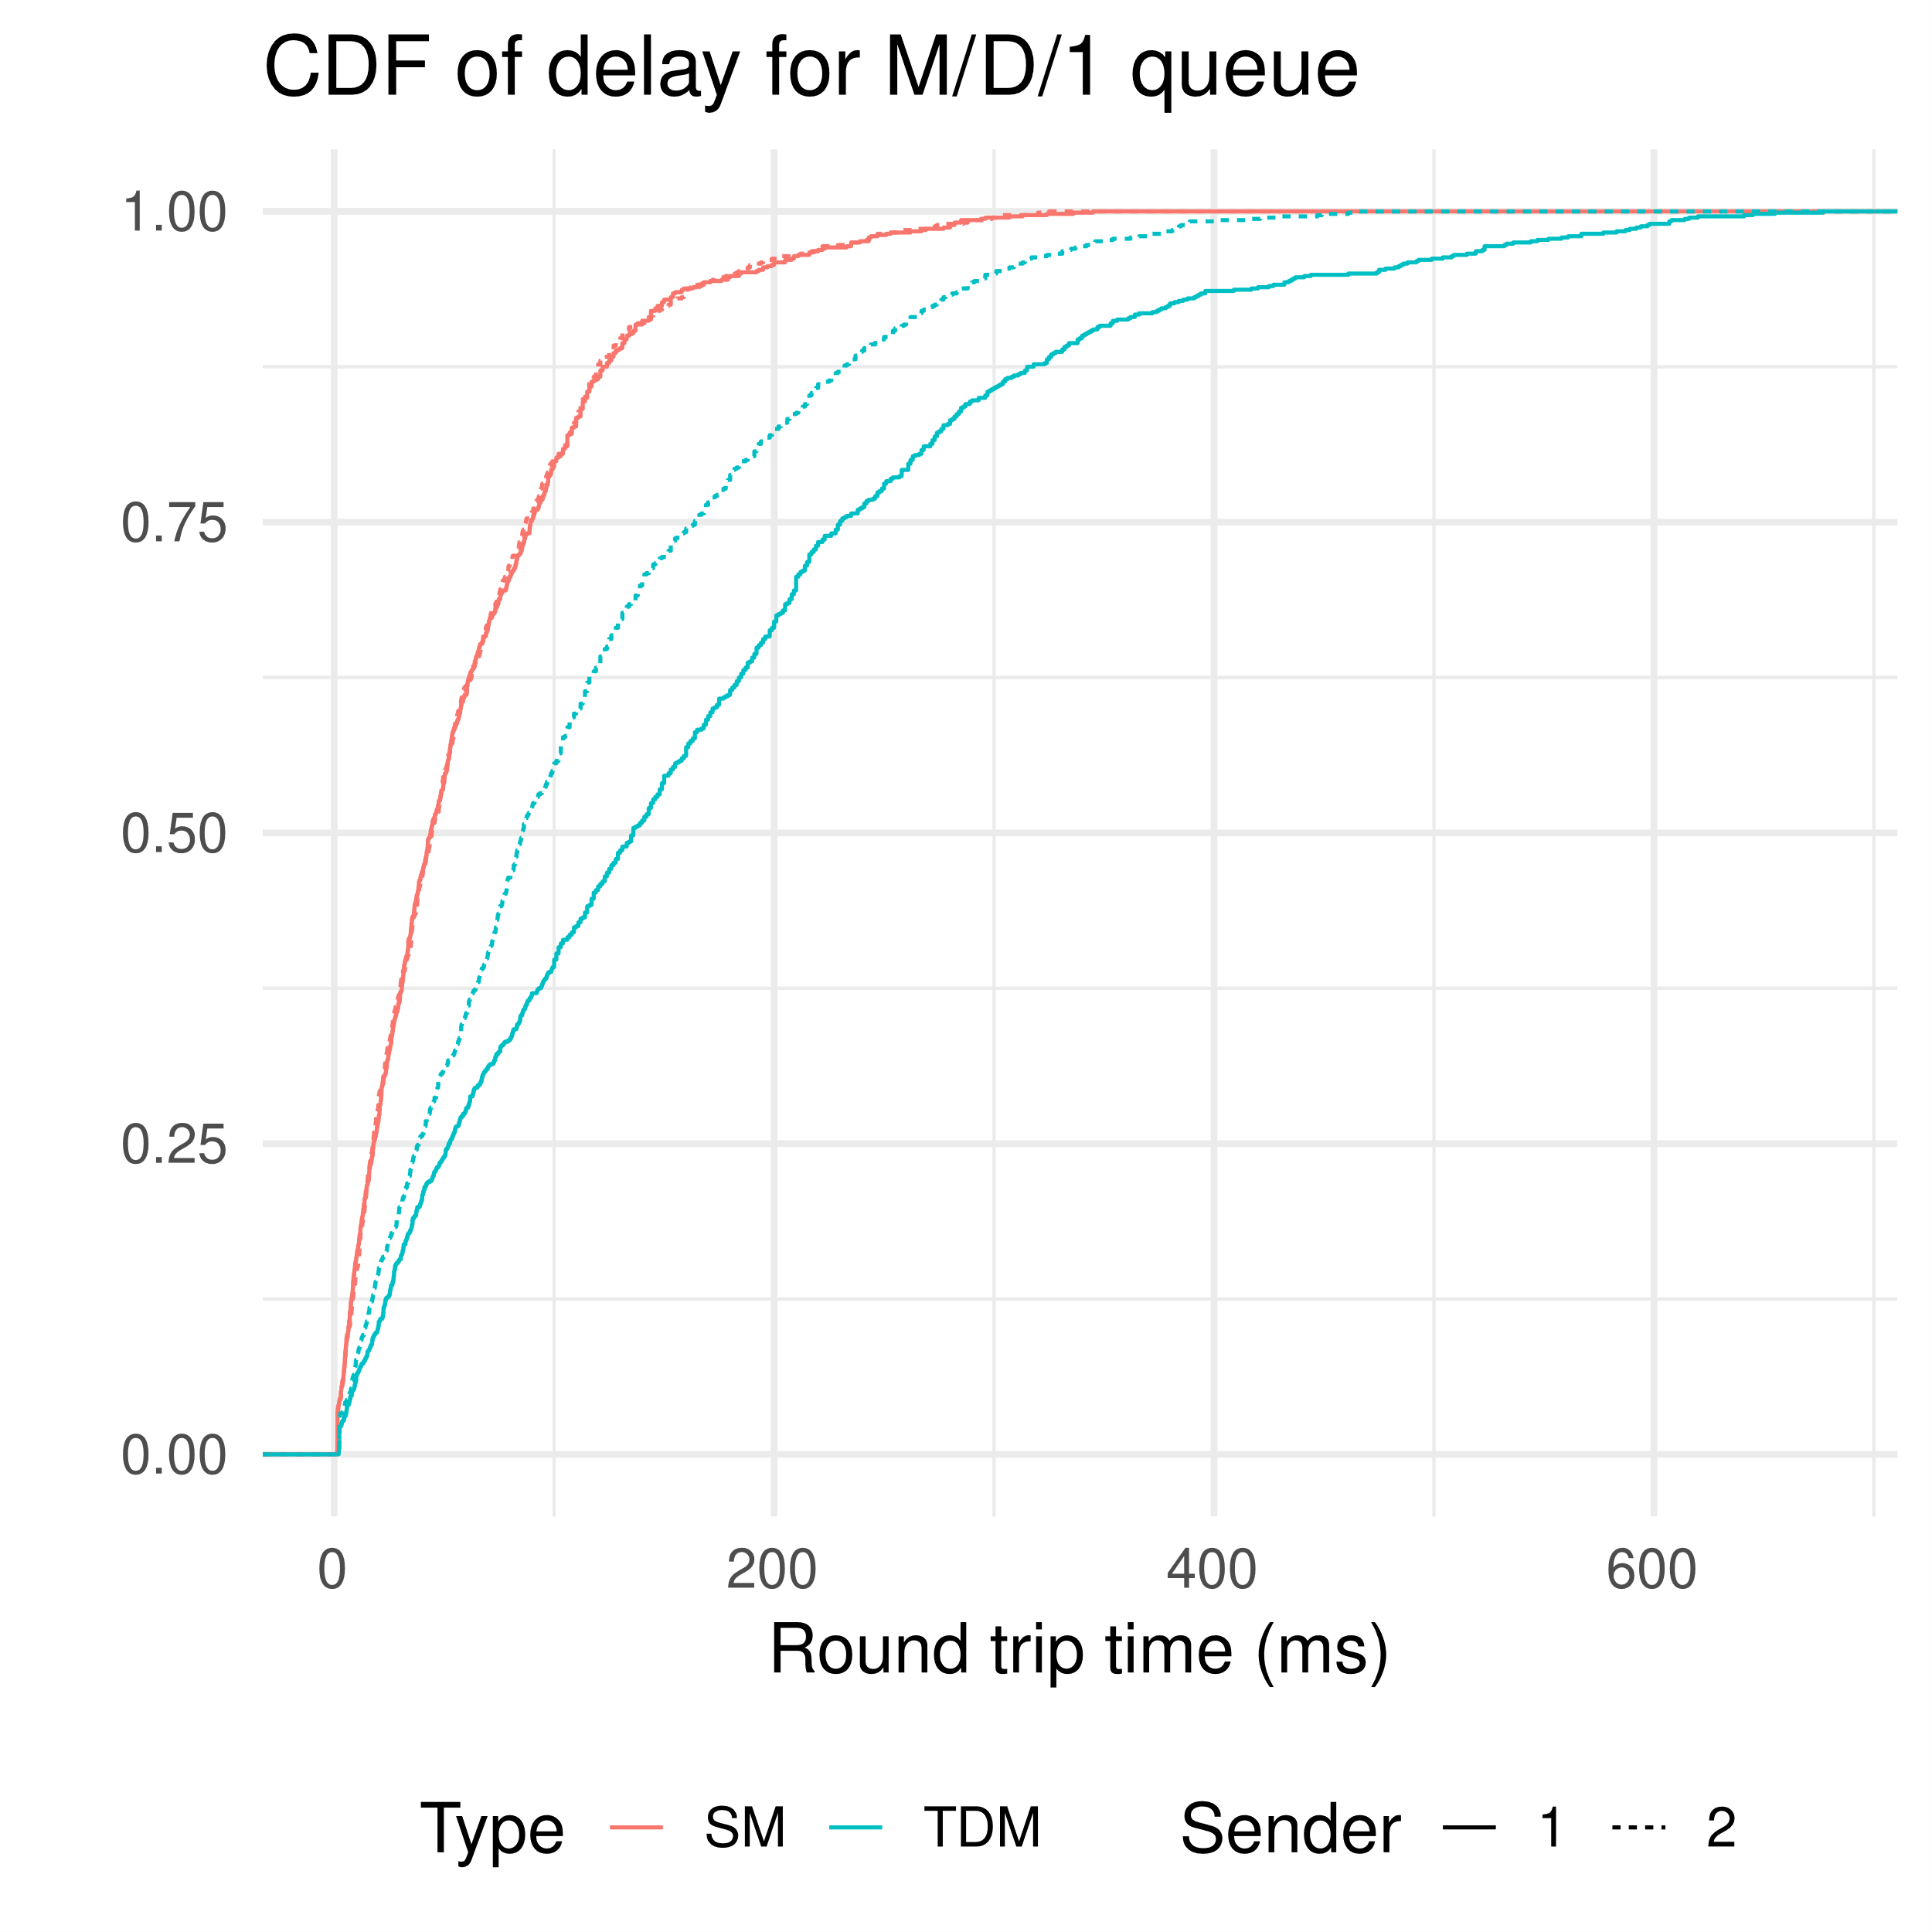 CDF of delay for M/D/1 queue
1.00
0.75
0.50
0.25
0.00
0 200 400 600
Round trip time (ms)
Type SM TDM Sender 1 2